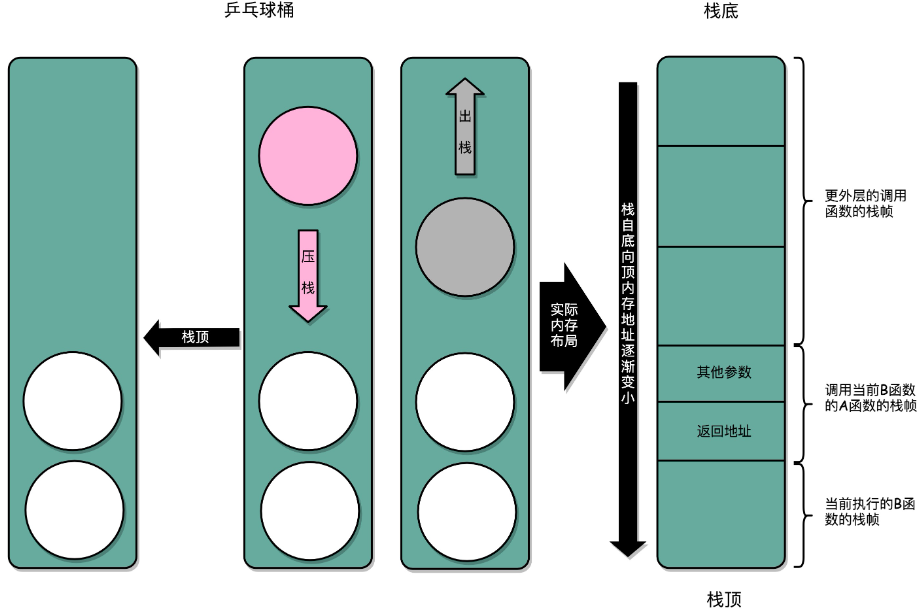 乒乓球桶
栈底
出
栈
压
栈
栈顶
实际
内存
布局
栈自底向顶内存地址逐渐变小
更外层的调用
函数的栈帧
其他参数
返回地址
调用当前B函数
的A函数的栈帧
当前执行的B函
数的栈帧
栈顶